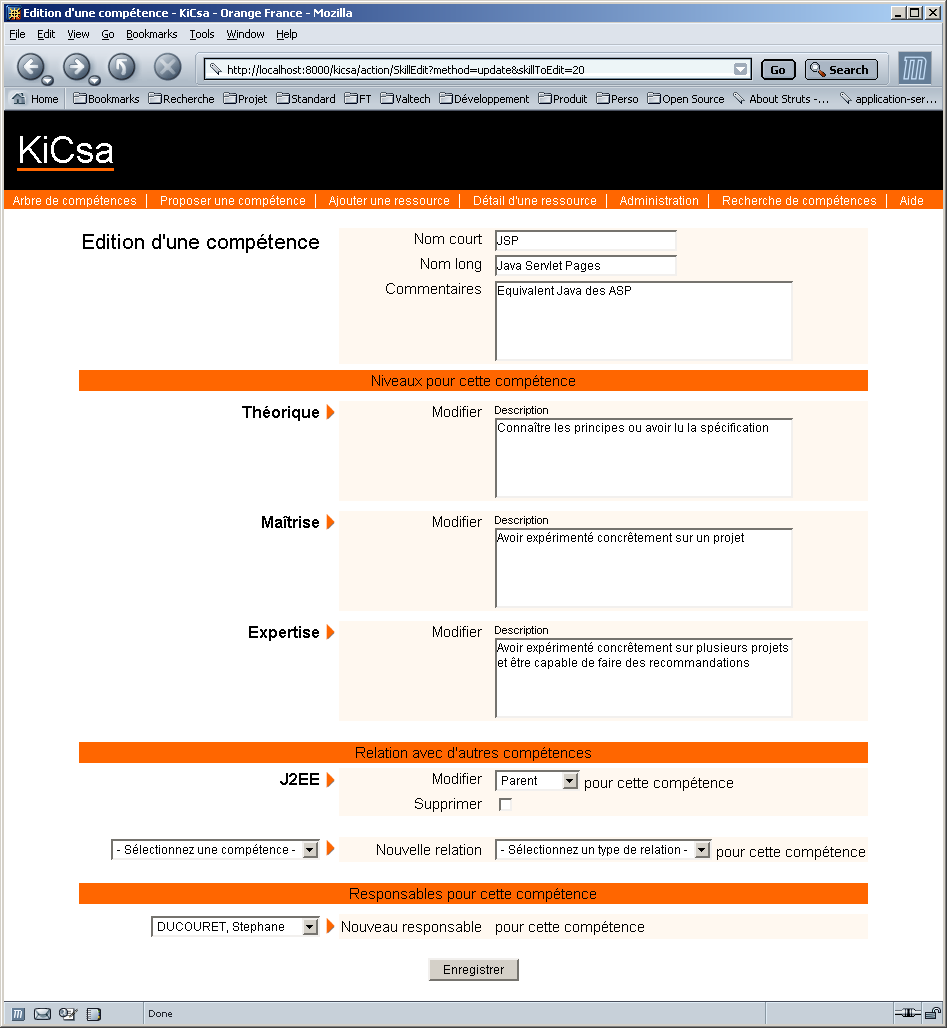 Edition d'une compétence - KiCsa - Orange France - Mozilla
File Edit View Go Bookmarks Tools Window Help
http://localhost:8000/kicsa/action/SkillEdit?method=update&skillToEdit=20 Go Search
Home Bookmarks Recherche Projet Standard FT Valtech Développement Produit Perso Open Source About Struts -... application-ser...
KiCsa
Arbre de compétences Proposer une compétence Ajouter une ressource Détail d'une ressource Administration Recherche de compétences Aide
Edition d'une compétence
Nom court JSP
Nom long Java Servlet Pages
Commentaires Equivalent Java des ASP
Niveaux pour cette compétence
Théorique Modifier Description
Connaître les principes ou avoir lu la spécification
Maîtrise Modifier Description
Avoir expérimenté concrêtement sur un projet
Expertise Modifier Description
Avoir expérimenté concrêtement sur plusieurs projets
et être capable de faire des recommandations
Relation avec d'autres compétences
J2EE Modifier Parent pour cette compétence
Supprimer
- Sélectionnez une compétence - Nouvelle relation - Sélectionnez un type de relation - pour cette compétence
Responsables pour cette compétence
DUCOURET, Stephane Nouveau responsable pour cette compétence
Enregistrer
Done